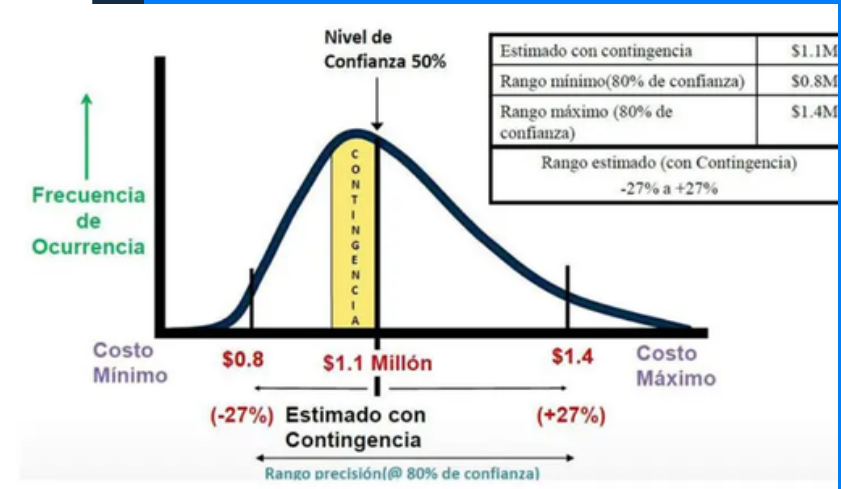 Nivel de
Confianza 50%
Estimado con contingencia $1.1M
Rango mínimo(80% de confianza) $0.8M
Rango máximo (80% de $1.4M
confianza)
Rango estimado (con Contingencia)
-27% a +27%
CONTINGENCIA
Frecuencia
de
Ocurrencia
Costo
Mínimo
$0.8
$1.1 Millón
$1.4
Costo
Máximo
(-27%)
Estimado con
Contingencia
(+27%)
Rango precisión(@ 80% de confianza)